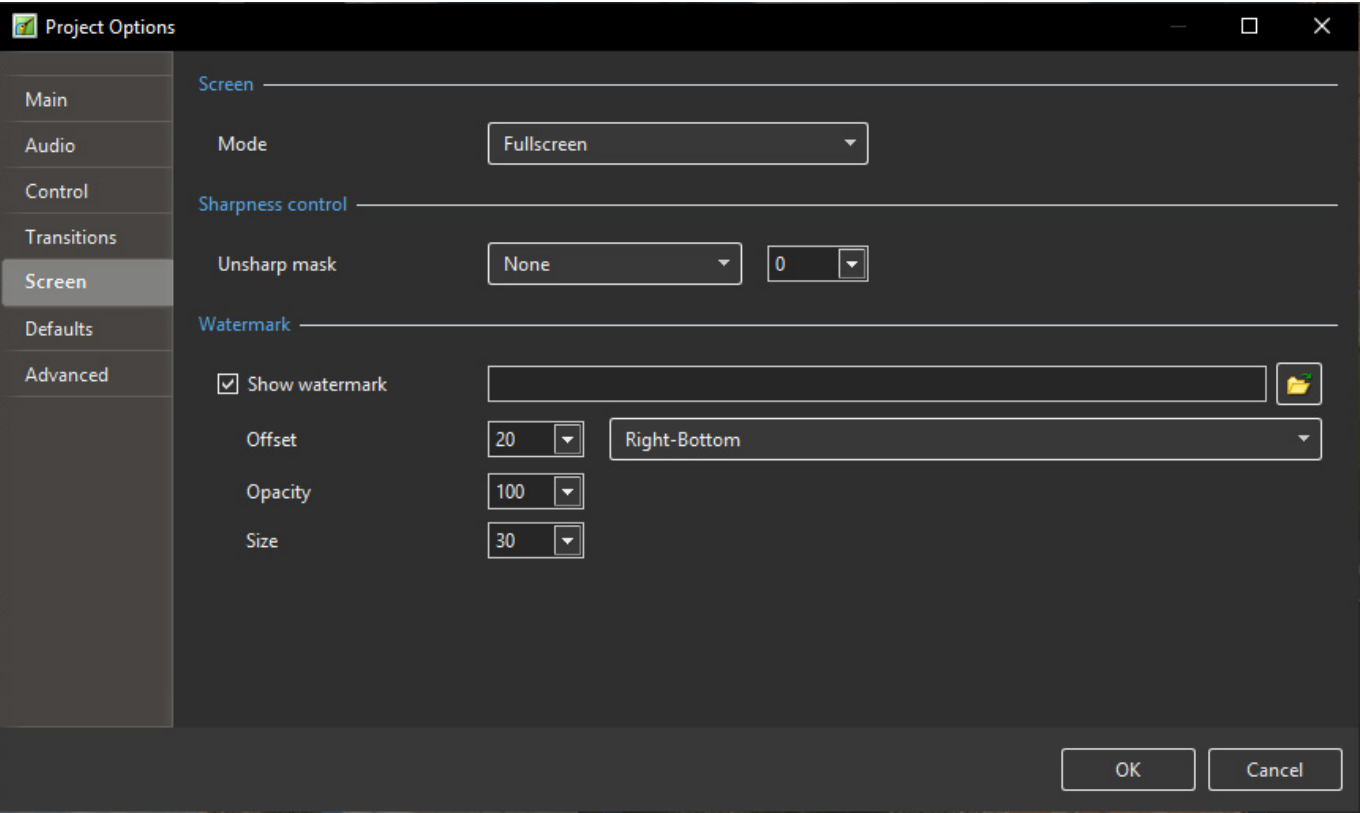 Project Options
Main
Audio
Control
Transitions
Screen
Defaults
Advanced
Screen
Mode
Fullscreen
Sharpness control
Unsharp mask
None
0
Watermark
Show watermark
Offset
20
Right-Bottom
Opacity
100
Size
30
OK
Cancel